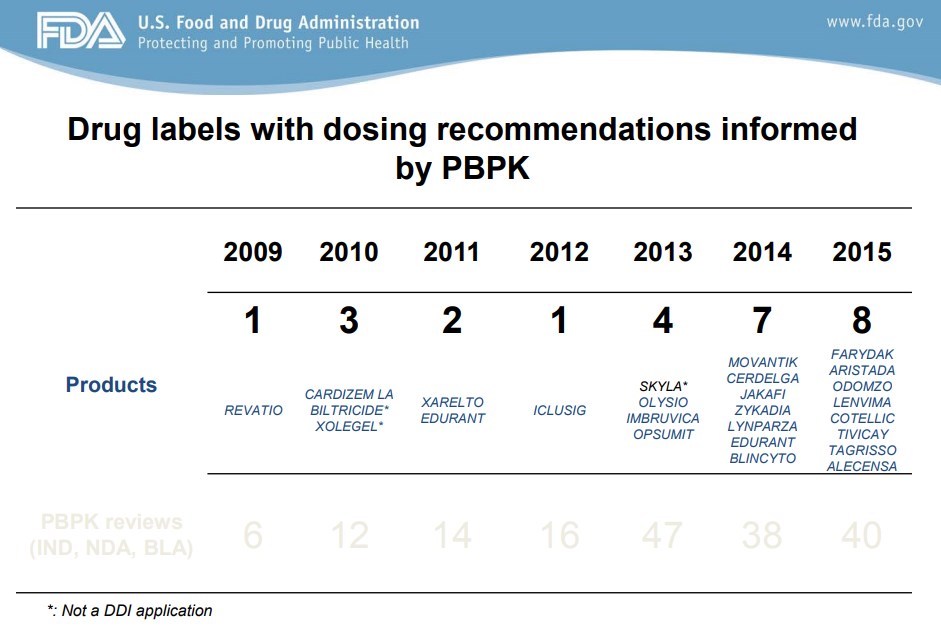 FDA U.S. Food and Drug Administration www.fda.gov
Protecting and Promoting Public Health
Drug labels with dosing recommendations informed
by PBPK
2009 2010 2011 2012 2013 2014 2015
1 3 2 1 4 7 8
Products
REVATIO
CARDIZEM LA
BILTRICIDE*
XOLEGEL*
XARELTO
EDURANT
ICLUSIG
SKYLA*
OLYSIO
IMBRUVICA
OPSUMIT
MOVANTIK
CERDELGA
JAKAFI
ZYKADIA
LYNPARZA
EDURANT
BLINCYTO
FARYDAK
ARISTADA
ODOMZO
LENVIMA
COTELLIC
TIVICAY
TAGRISSO
ALECENSA
PBPK reviews
(IND, NDA, BLA)
6 12 14 16 47 38 40
*: Not a DDI application